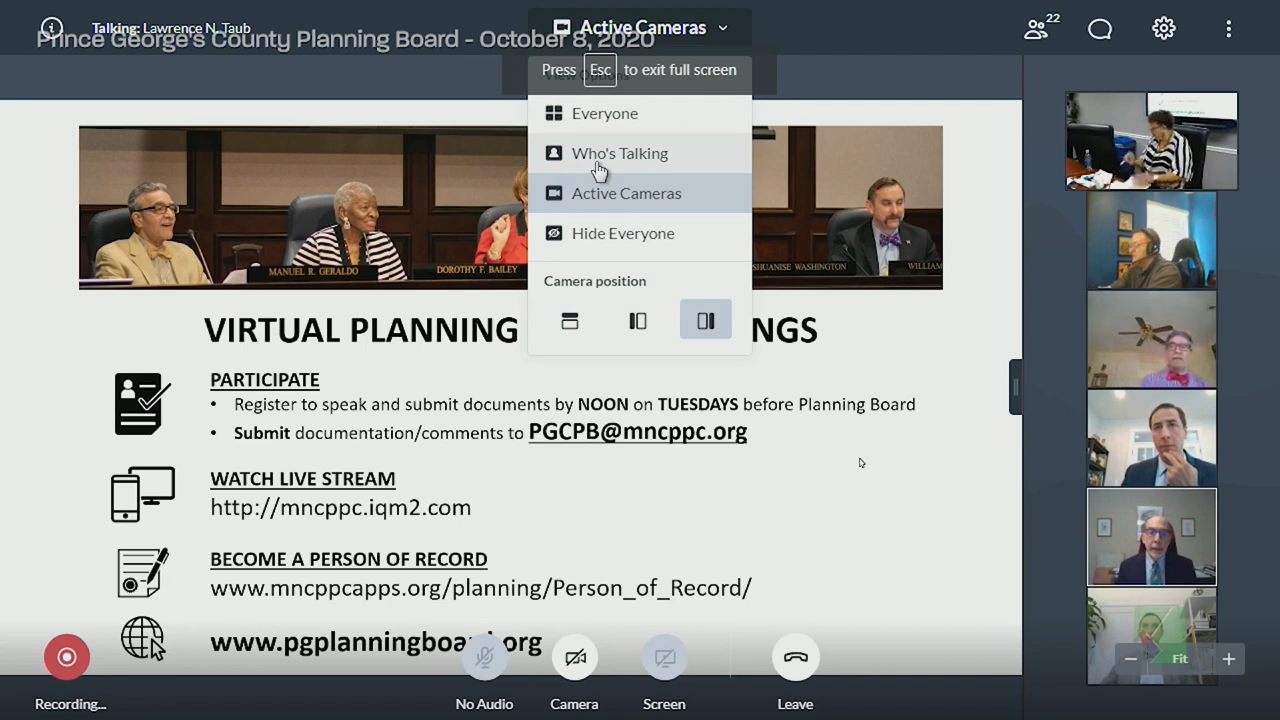 Talking: Lawrence N. Taub
Active Cameras
22
Prince George's County Planning Board - October 8, 2020
Press Esc to exit full screen
View Options
Everyone
Who's Talking
Active Cameras
Hide Everyone
Camera position
MANUEL R. GERALDO
DOROTHY F. BAILEY
SHUANISE WASHINGTON
WILLIAM
VIRTUAL PLANNING
NGS
PARTICIPATE
• Register to speak and submit documents by NOON on TUESDAYS before Planning Board
• Submit documentation/comments to PGCPB@mncppc.org
WATCH LIVE STREAM
http://mncppc.iqm2.com
BECOME A PERSON OF RECORD
www.mncppcapps.org/planning/Person_of_Record/
www.pgplanningboard.org
Fit
Recording...
No Audio
Camera
Screen
Leave